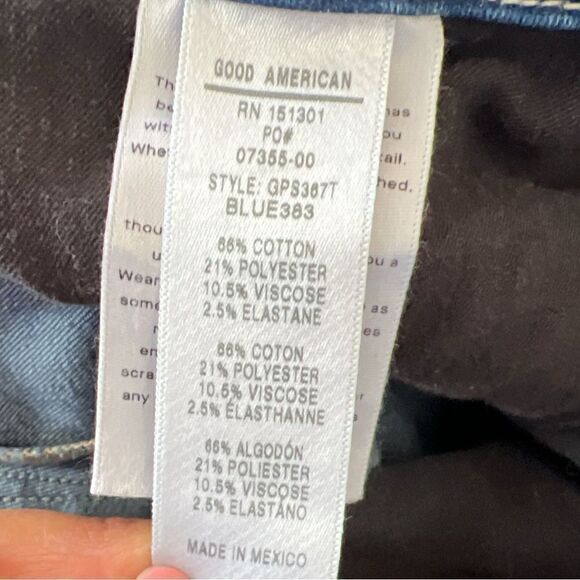 GOOD AMERICAN
RN 151301
PO#
07355-00
STYLE: GPS367T
BLUE383
66% COTTON
21% POLYESTER
10.5% VISCOSE
2.5% ELASTANE
66% COTON
21% POLYESTER
10.5% VISCOSE
2.5% ÉLASTHANNE
66% ALGODÓN
21% POLIESTER
10.5% VISCOSE
2.5% ELASTANO
MADE IN MEXICO